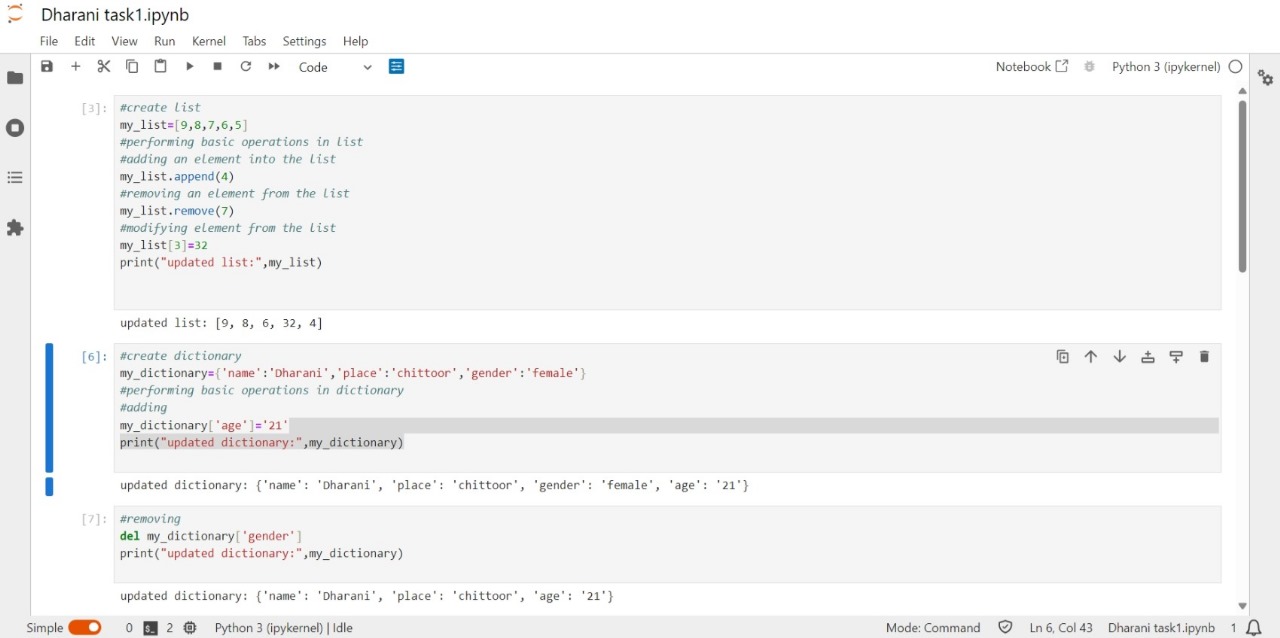 Dharani task1.ipynb
File Edit View Run Kernel Tabs Settings Help
Code
Notebook
Python 3 (ipykernel)
[3]:
#create list
my_list=[9,8,7,6,5]
#performing basic operations in list
#adding an element into the list
my_list.append(4)
#removing an element from the list
my_list.remove(7)
#modifying element from the list
my_list[3]=32
print("updated list:",my_list)
updated list: [9, 8, 6, 32, 4]
[6]:
#create dictionary
my_dictionary={'name':'Dharani','place':'chittoor','gender':'female'}
#performing basic operations in dictionary
#adding
my_dictionary['age']='21'
print("updated dictionary:",my_dictionary)
updated dictionary: {'name': 'Dharani', 'place': 'chittoor', 'gender': 'female', 'age': '21'}
[7]:
#removing
del my_dictionary['gender']
print("updated dictionary:",my_dictionary)
updated dictionary: {'name': 'Dharani', 'place': 'chittoor', 'age': '21'}
Simple 0 $_ 2 Python 3 (ipykernel) | Idle
Mode: Command Ln 6, Col 43 Dharani task1.ipynb 1